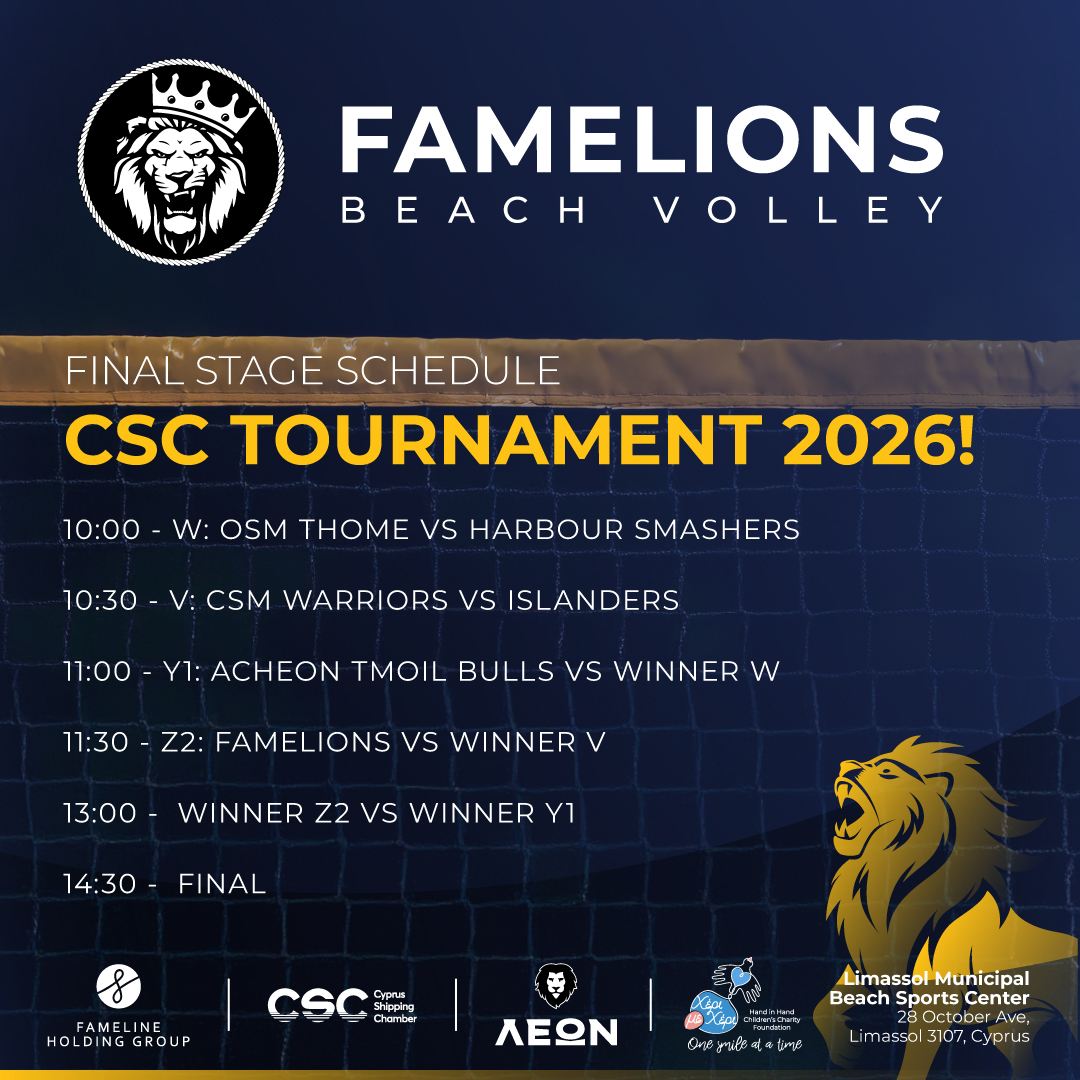 FAMELIONS
BEACH VOLLEY
FINAL STAGE SCHEDULE
CSC TOURNAMENT 2026!
10:00 - W: OSM THOME VS HARBOUR SMASHERS
10:30 - V: CSM WARRIORS VS ISLANDERS
11:00 - Y1: ACHEON TMOIL BULLS VS WINNER W
11:30 - Z2: FAMELIONS VS WINNER V
13:00 - WINNER Z2 VS WINNER Y1
14:30 - FINAL
FAMELINE
HOLDING GROUP
CSC
Cyprus
Shipping
Chamber
ΛEON
Χέρι
με Χέρι
Hand in Hand
Children's Charity
Foundation
One smile at a time
Limassol Municipal
Beach Sports Center
28 October Ave,
Limassol 3107, Cyprus